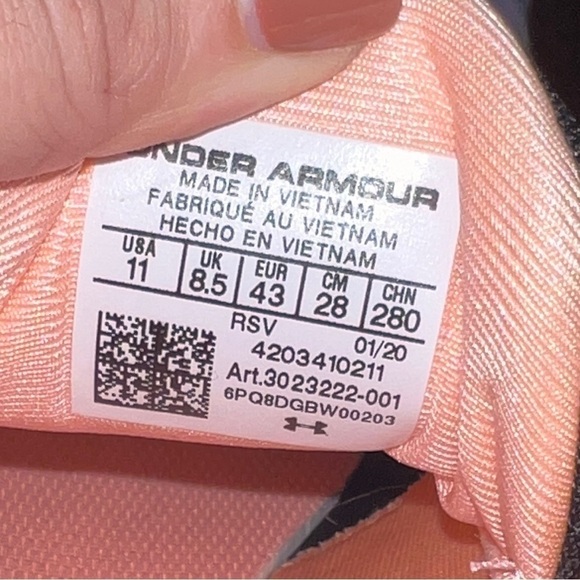 UNDER ARMOUR
MADE IN VIETNAM
FABRIQUÉ AU VIETNAM
HECHO EN VIETNAM
USA UK EUR CM CHN
11 8.5 43 28 280
RSV 01/20
4203410211
Art.3023222-001
6PQ8DGBW00203